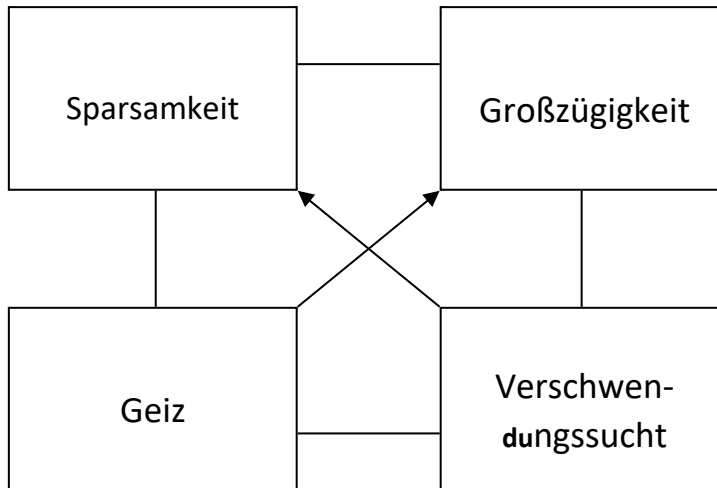 Sparsamkeit
Großzügigkeit
Geiz
Verschwen-
dungssucht